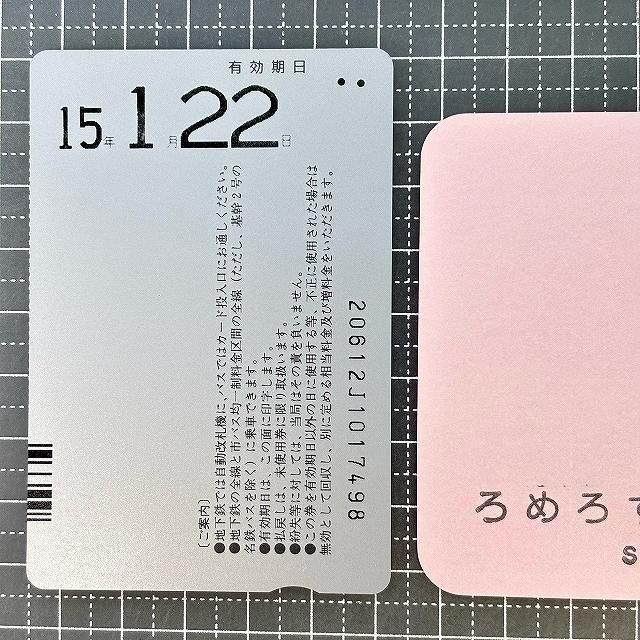 有効期日
15年 1月22日
〔ご案内〕
●地下鉄では自動改札機に、バスではカード投入口にお通しください。
●地下鉄の全線と市バス均一制料金区間の全線（ただし、基幹2号の
名鉄バスを除く）に乗車できます。
●有効期日は、この面に印字します。
●払戻しは、未使用券に限り取扱います。
●紛失等に対しては、当局はその責を負いません。
●この券を有効期日以外の日に使用する等、不正に使用された場合は
無効として回収し、別に定める相当料金及び増料金をいただきます。
20612J1017498
ろめろす
s